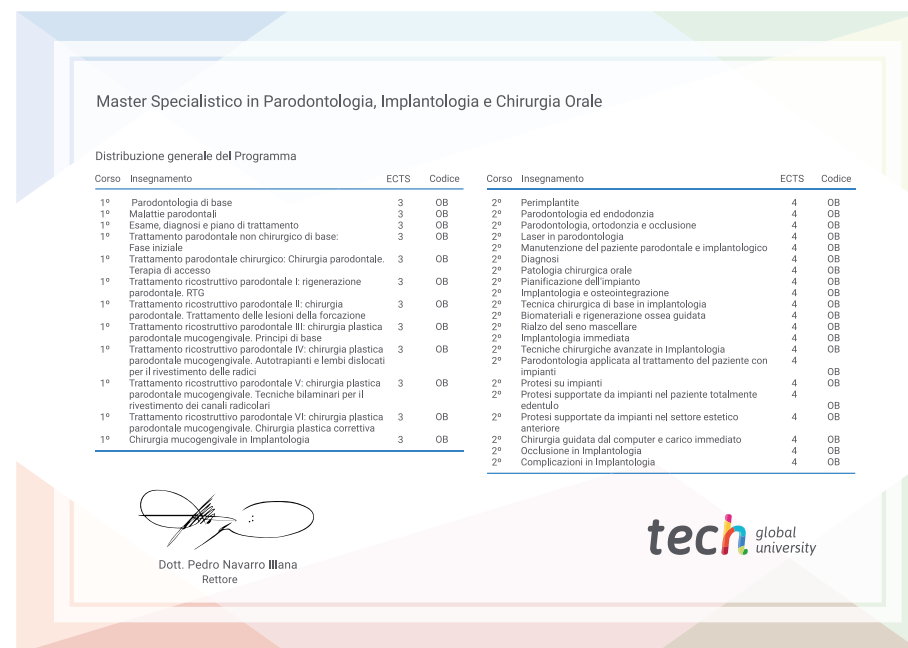 Master Specialistico in Parodontologia, Implantologia e Chirurgia Orale
Distribuzione generale del Programma
Corso Insegnamento ECTS Codice
1º Parodontologia di base 3 OB
1º Malattie parodontali 3 OB
1º Esame, diagnosi e piano di trattamento 3 OB
1º Trattamento parodontale non chirurgico di base: 3 OB
Fase iniziale
1º Trattamento parodontale chirurgico: Chirurgia parodontale. 3 OB
Terapia di accesso
1º Trattamento ricostruttivo parodontale I: rigenerazione 3 OB
parodontale. RTG
1º Trattamento ricostruttivo parodontale II: chirurgia 3 OB
parodontale. Trattamento delle lesioni della forcazione
1º Trattamento ricostruttivo parodontale III: chirurgia plastica 3 OB
parodontale mucogengivale. Principi di base
1º Trattamento ricostruttivo parodontale IV: chirurgia plastica 3 OB
parodontale mucogengivale. Autotrapianti e lembi dislocati
per il rivestimento delle radici
1º Trattamento ricostruttivo parodontale V: chirurgia plastica 3 OB
parodontale mucogengivale. Tecniche bilaminari per il
rivestimento dei canali radicolari
1º Trattamento ricostruttivo parodontale VI: chirurgia plastica 3 OB
parodontale mucogengivale. Chirurgia plastica correttiva
1º Chirurgia mucogengivale in Implantologia 3 OB
Corso Insegnamento ECTS Codice
2º Perimplantite 4 OB
2º Parodontologia ed endodonzia 4 OB
2º Parodontologia, ortodonzia e occlusione 4 OB
2º Laser in parodontologia 4 OB
2º Manutenzione del paziente parodontale e implantologico 4 OB
2º Diagnosi 4 OB
2º Patologia chirurgica orale 4 OB
2º Pianificazione dell'impianto 4 OB
2º Implantologia e osteointegrazione 4 OB
2º Tecnica chirurgica di base in implantologia 4 OB
2º Biomateriali e rigenerazione ossea guidata 4 OB
2º Rialzo del seno mascellare 4 OB
2º Implantologia immediata 4 OB
2º Tecniche chirurgiche avanzate in Implantologia 4 OB
2º Parodontologia applicata al trattamento del paziente con 4
impianti OB
2º Protesi su impianti 4 OB
2º Protesi supportate da impianti nel paziente totalmente 4
edentulo OB
2º Protesi supportate da impianti nel settore estetico 4 OB
anteriore
2º Chirurgia guidata dal computer e carico immediato 4 OB
2º Occlusione in Implantologia 4 OB
2º Complicazioni in Implantologia 4 OB
Dott. Pedro Navarro Illana
Rettore
tech global
university